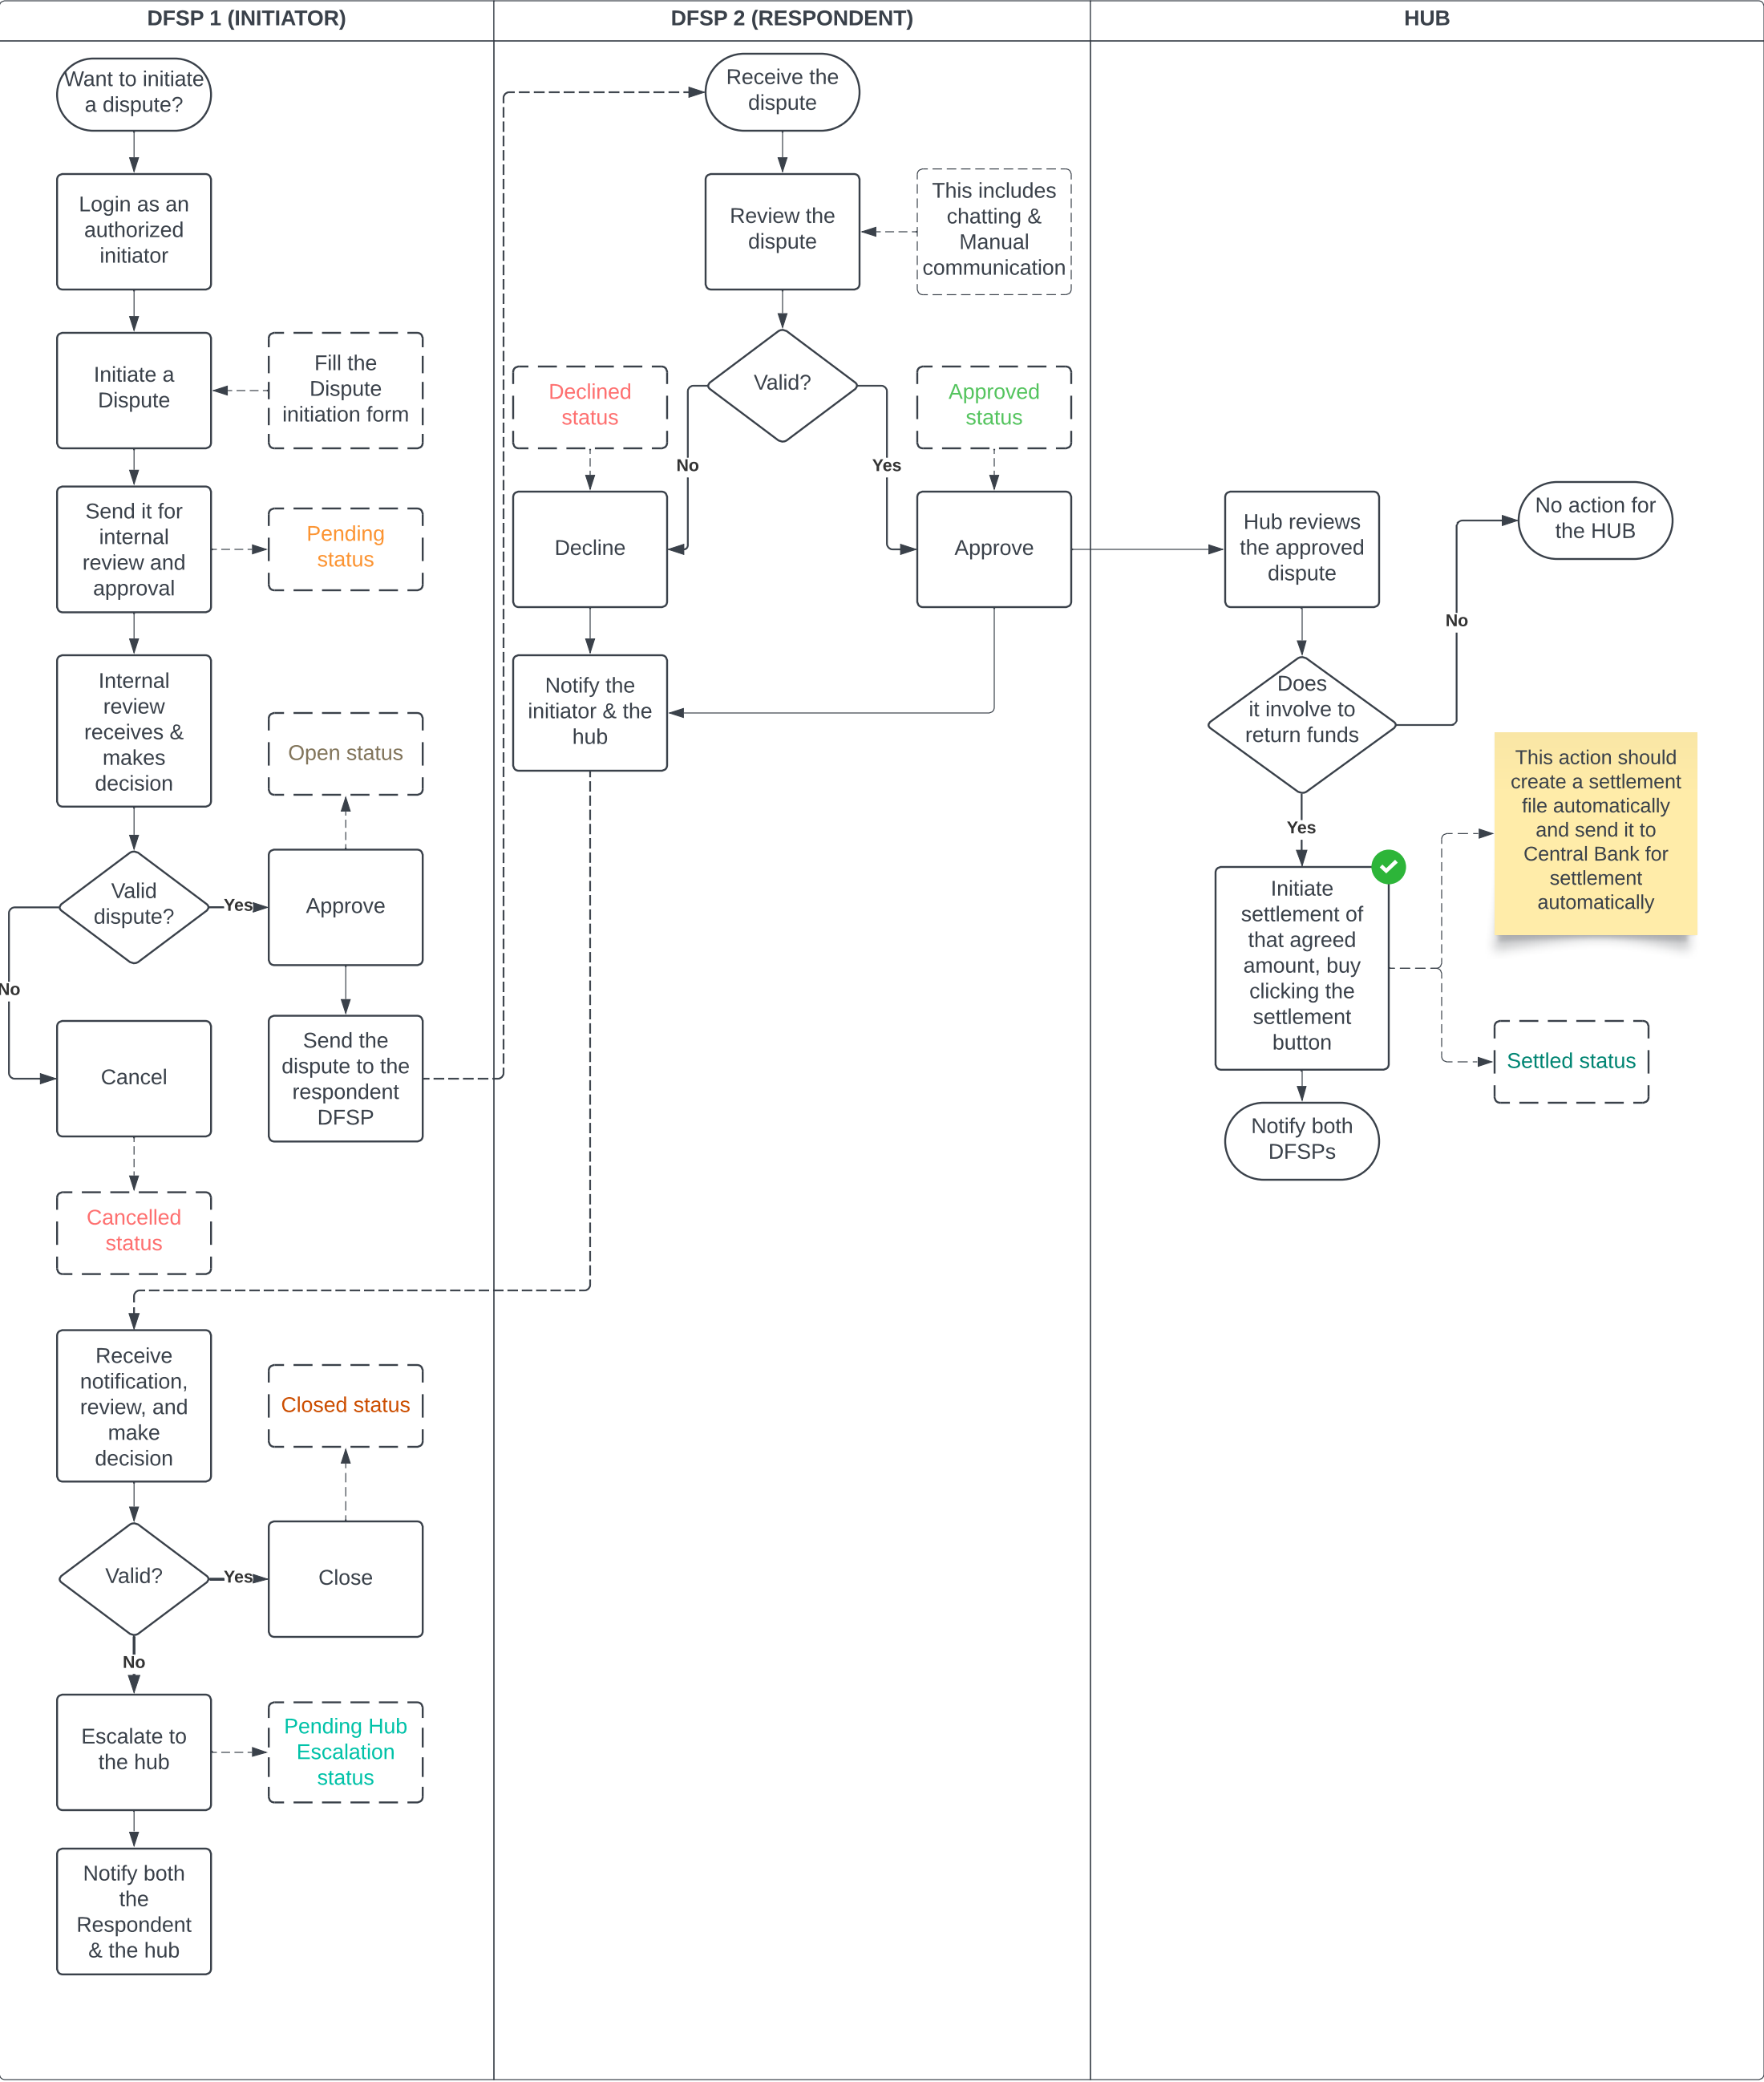 DFSP 1 (INITIATOR)
DFSP 2 (RESPONDENT)
HUB
Want to initiate
a dispute?
Login as an
authorized
initiator
Initiate a
Dispute
Fill the
Dispute
initiation form
Send it for
internal
review and
approval
Pending
status
Internal
review
receives &
makes
decision
Open status
Valid
dispute?
Yes
Approve
No
Cancel
Send the
dispute to the
respondent
DFSP
Cancelled
status
Receive
notification,
review, and
make
decision
Closed status
Valid?
Yes
Close
No
Escalate to
the hub
Pending Hub
Escalation
status
Notify both
the
Respondent
& the hub
Receive the
dispute
Review the
dispute
This includes
chatting &
Manual
communication
Valid?
Declined
status
Approved
status
No
Yes
Decline
Approve
Notify the
initiator & the
hub
Hub reviews
the approved
dispute
No action for
the HUB
No
Does
it involve to
return funds
Yes
This action should
create a settlement
file automatically
and send it to
Central Bank for
settlement
automatically
Initiate
settlement of
that agreed
amount, buy
clicking the
settlement
button
Settled status
Notify both
DFSPs